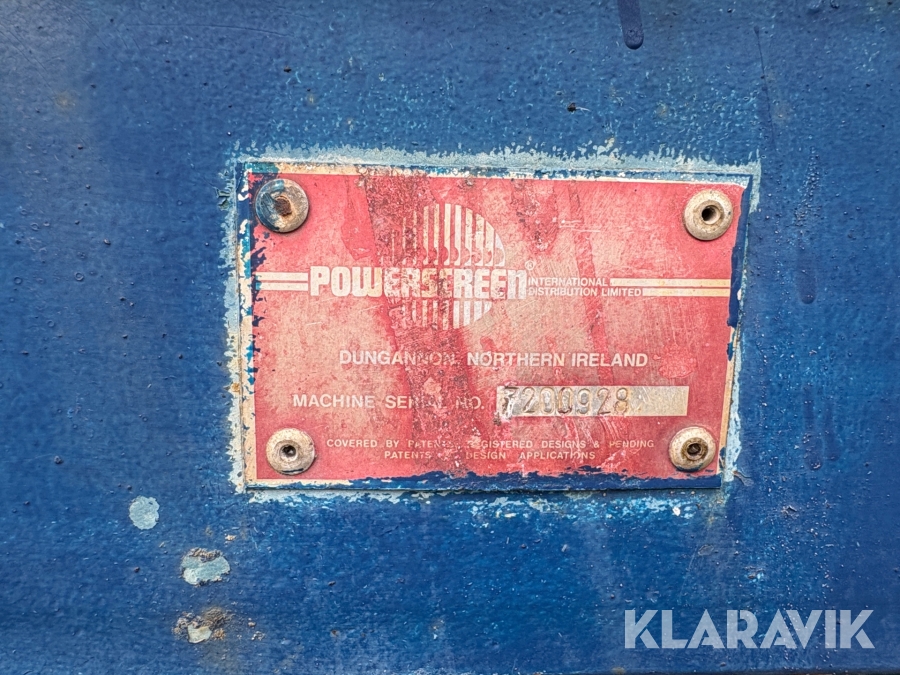 POWERSCREEN® INTERNATIONAL
DISTRIBUTION LIMITED
DUNGANNON, NORTHERN IRELAND
MACHINE SERIAL NO. 7290928
COVERED BY PATENTS, REGISTERED DESIGNS & PENDING
PATENTS DESIGN APPLICATIONS
KLARAVIK